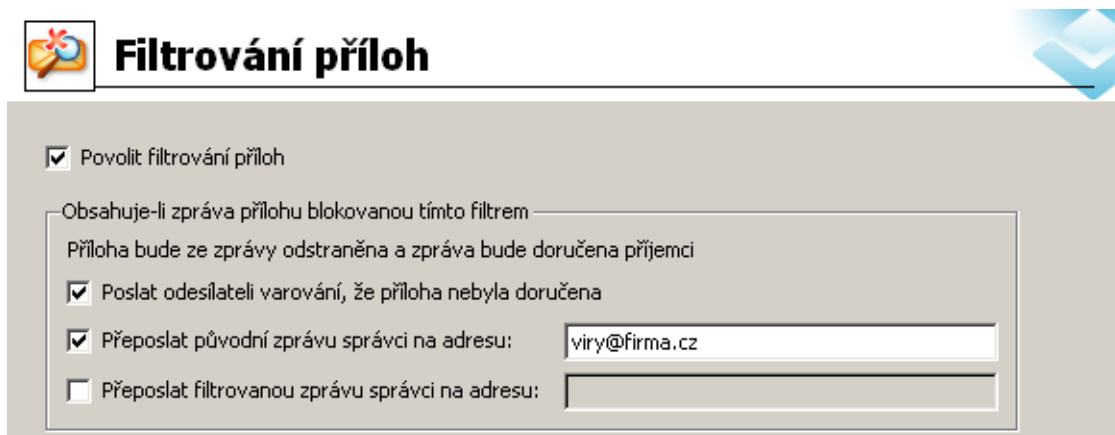 Filtrování příloh
Povolit filtrování příloh
Obsahuje-li zpráva přílohu blokovanou tímto filtrem
Příloha bude ze zprávy odstraněna a zpráva bude doručena příjemci
Poslat odesílateli varování, že příloha nebyla doručena
Přeposlat původní zprávu správci na adresu: viry@firma.cz
Přeposlat filtrovanou zprávu správci na adresu: